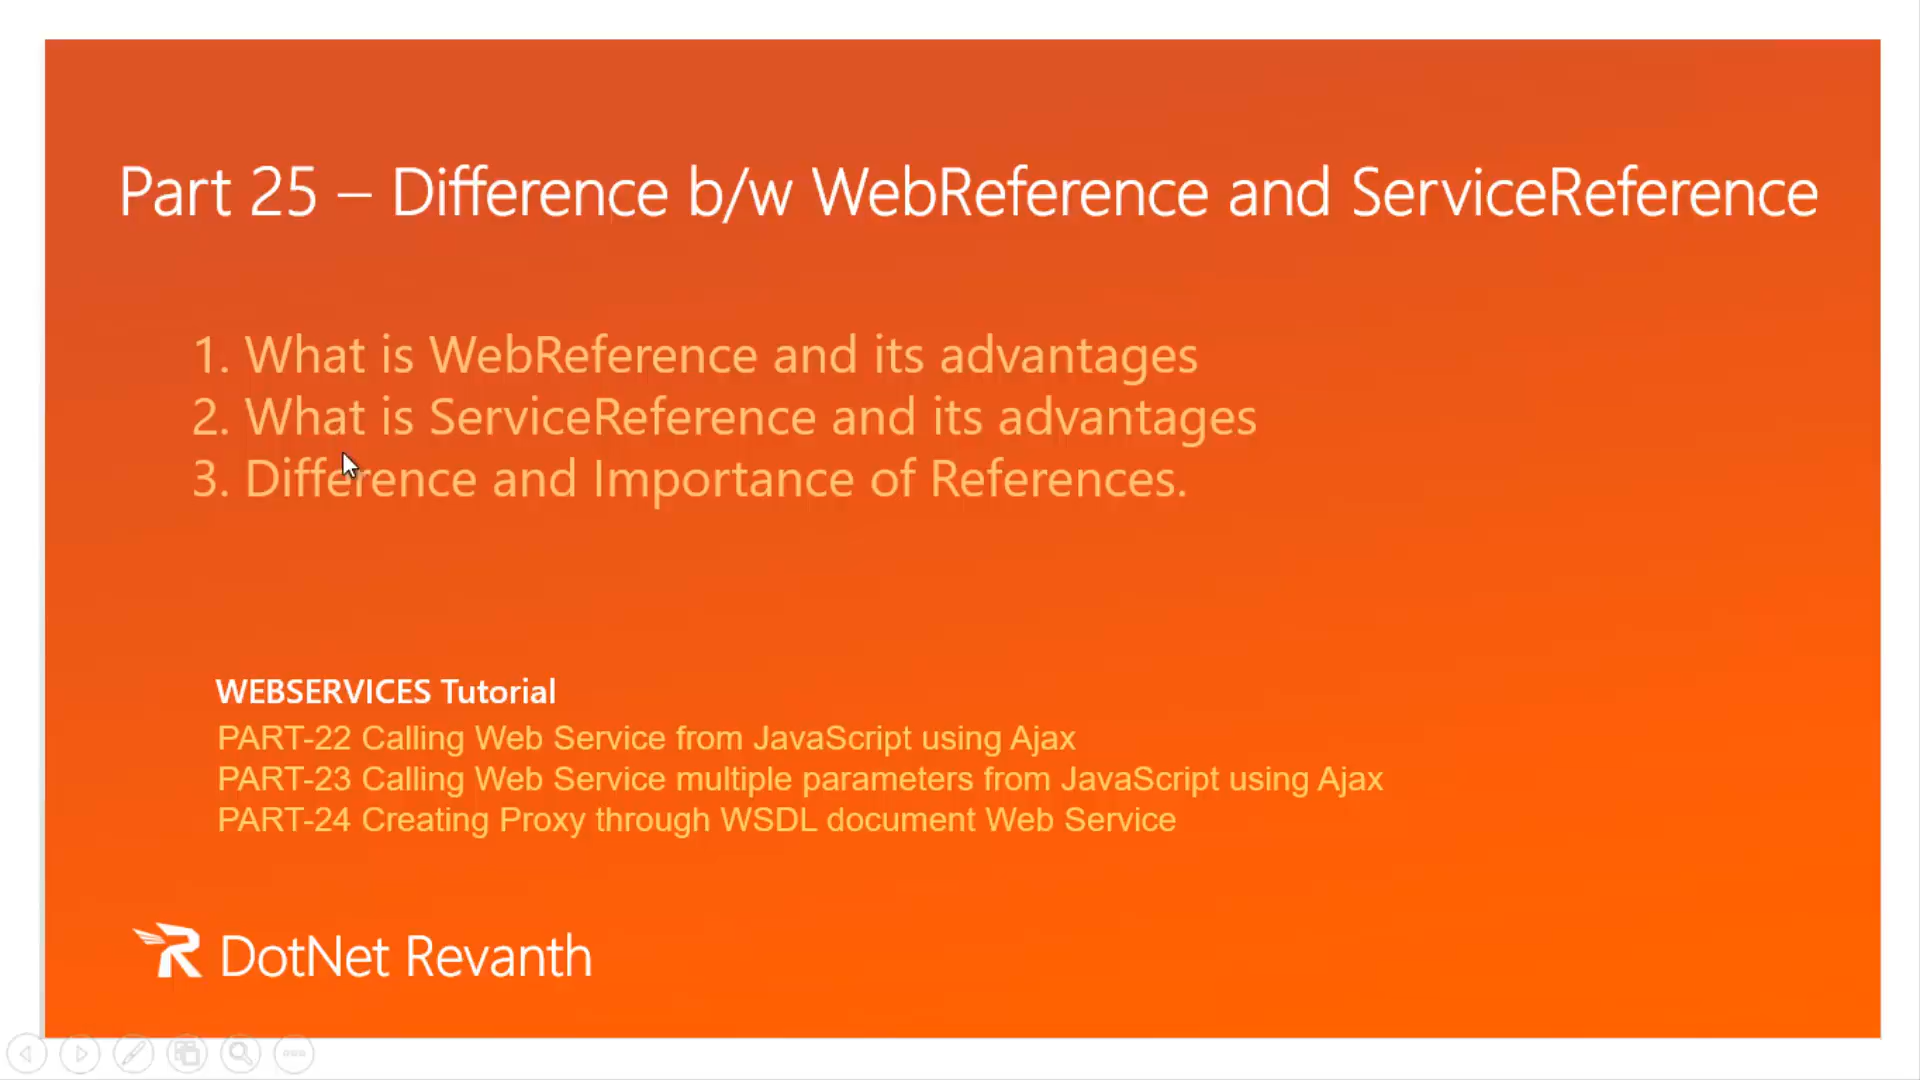 Part 25 – Difference b/w WebReference and ServiceReference
1. What is WebReference and its advantages
2. What is ServiceReference and its advantages
3. Difference and Importance of References.
WEBSERVICES Tutorial
PART-22 Calling Web Service from JavaScript using Ajax
PART-23 Calling Web Service multiple parameters from JavaScript using Ajax
PART-24 Creating Proxy through WSDL document Web Service
DotNet Revanth